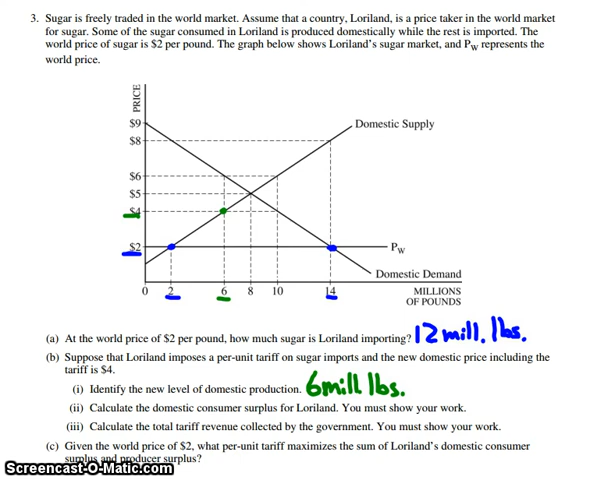 3. Sugar is freely traded in the world market. Assume that a country, Loriland, is a price taker in the world market
for sugar. Some of the sugar consumed in Loriland is produced domestically while the rest is imported. The
world price of sugar is $2 per pound. The graph below shows Loriland's sugar market, and PW represents the
world price.
PRICE
$9
Domestic Supply
$8
$6
$5
$4
$2
PW
Domestic Demand
0 2 6 8 10 14 MILLIONS
OF POUNDS
(a) At the world price of $2 per pound, how much sugar is Loriland importing? 12 mill. lbs.
(b) Suppose that Loriland imposes a per-unit tariff on sugar imports and the new domestic price including the
tariff is $4.
(i) Identify the new level of domestic production. 6 mill lbs.
(ii) Calculate the domestic consumer surplus for Loriland. You must show your work.
(iii) Calculate the total tariff revenue collected by the government. You must show your work.
(c) Given the world price of $2, what per-unit tariff maximizes the sum of Loriland's domestic consumer
surplus and producer surplus?
Screencast-O-Matic.com